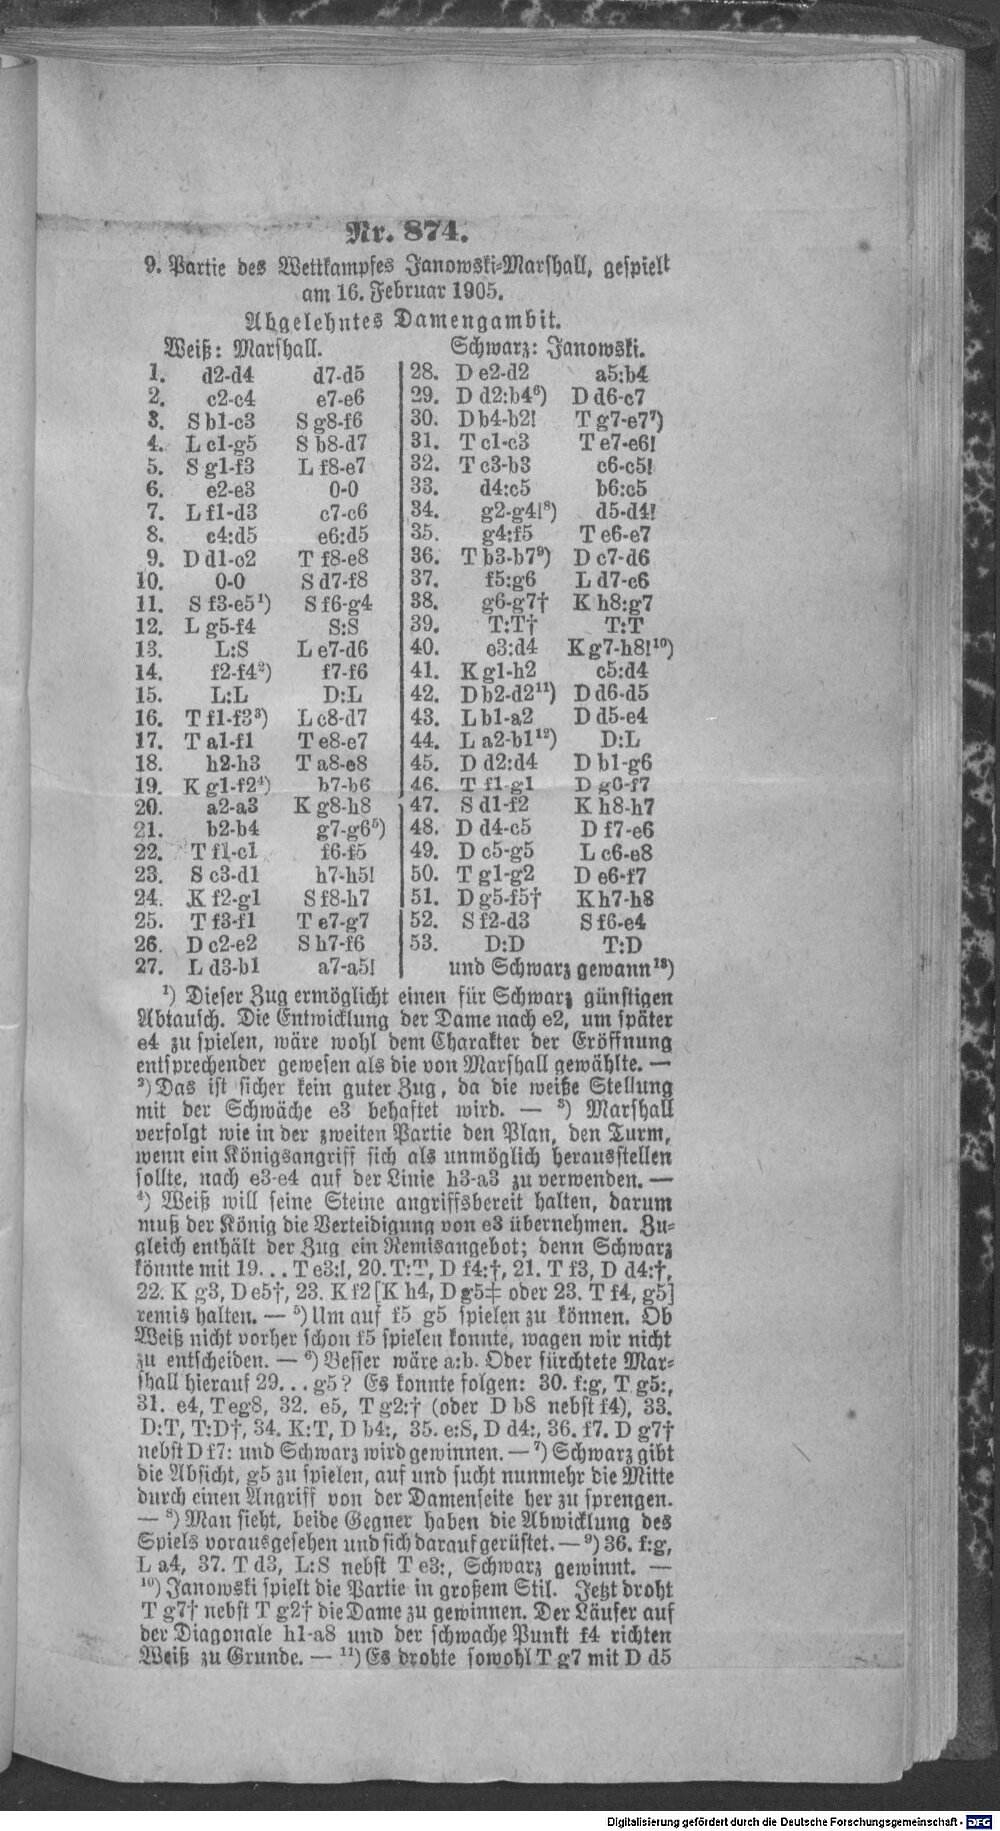 Nr. 874.
9. Partie des Wettkampfes Janowski-Marshall, gespielt
am 16. Februar 1905.
Abgelehntes Damengambit.
Weiß: Marshall. Schwarz: Janowski.
1. d2-d4 d7-d5
2. c2-c4 e7-e6
3. S b1-c3 S g8-f6
4. L c1-g5 S b8-d7
5. S g1-f3 L f8-e7
6. e2-e3 0-0
7. L f1-d3 c7-c6
8. c4:d5 e6:d5
9. D d1-c2 T f8-e8
10. 0-0 S d7-f8
11. S f3-e5¹) S f6-g4
12. L g5-f4 S:S
13. L:S L e7-d6
14. f2-f4²) f7-f6
15. L:L D:L
16. T f1-f3³) L c8-d7
17. T a1-f1 T e8-e7
18. h2-h3 T a8-e8
19. K g1-f2⁴) b7-b6
20. a2-a3 K g8-h8
21. b2-b4 g7-g6⁵)
22. T f1-c1 f6-f5
23. S c3-d1 h7-h5!
24. K f2-g1 S f8-h7
25. T f3-f1 T e7-g7
26. D c2-e2 S h7-f6
27. L d3-b1 a7-a5!
28. D e2-d2 a5:b4
29. D d2:b4⁶) D d6-c7
30. D b4-b2! T g7-e7⁷)
31. T c1-c3 T e7-e6!
32. T c3-b3 c6-c5!
33. d4:c5 b6:c5
34. g2-g4!⁸) d5-d4!
35. g4:f5 T e6-e7
36. T b3-b7⁹) D c7-d6
37. f5:g6 L d7-c6
38. g6-g7† K h8:g7
39. T:T† T:T
40. e3:d4 K g7-h8!¹⁰)
41. K g1-h2 c5:d4
42. D b2-d2¹¹) D d6-d5
43. L b1-a2 D d5-e4
44. L a2-b1¹²) D:L
45. D d2:d4 D b1-g6
46. T f1-g1 D g6-f7
47. S d1-f2 K h8-h7
48. D d4-c5 D f7-e6
49. D c5-g5 L c6-e8
50. T g1-g2 D e6-f7
51. D g5-f5† K h7-h8
52. S f2-d3 S f6-e4
53. D:D T:D
und Schwarz gewann¹³)
¹) Dieser Zug ermöglicht einen für Schwarz günstigen
Abtausch. Die Entwicklung der Dame nach e2, um später
e4 zu spielen, wäre wohl dem Charakter der Eröffnung
entsprechender gewesen als die von Marshall gewählte. —
²) Das ist sicher kein guter Zug, da die weiße Stellung
mit der Schwäche e3 behaftet wird. — ³) Marshall
verfolgt wie in der zweiten Partie den Plan, den Turm,
wenn ein Königsangriff sich als unmöglich herausstellen
sollte, nach e3-e4 auf der Linie h3-a3 zu verwenden. —
⁴) Weiß will seine Steine angriffsbereit halten, darum
muß der König die Verteidigung von e3 übernehmen. Zu-
gleich enthält der Zug ein Remisangebot; denn Schwarz
könnte mit 19... T e3:!, 20. T:T, D f4:†, 21. T f3, D d4:†,
22. K g3, D e5†, 23. K f2 [K h4, D g5‡ oder 23. T f4, g5]
remis halten. — ⁵) Um auf f5 g5 spielen zu können. Ob
Weiß nicht vorher schon f5 spielen konnte, wagen wir nicht
zu entscheiden. — ⁶) Besser wäre a:b. Oder fürchtete Mar-
shall hierauf 29... g5? Es konnte folgen: 30. f:g, T g5:,
31. e4, T eg8, 32. e5, T g2:† (oder D b8 nebst f4), 33.
D:T, T:D†, 34. K:T, D b4:, 35. e:S, D d4:, 36. f7. D g7†
nebst D f7: und Schwarz wird gewinnen. — ⁷) Schwarz gibt
die Absicht, g5 zu spielen, auf und sucht nunmehr die Mitte
durch einen Angriff von der Damenseite her zu sprengen.
— ⁸) Man sieht, beide Gegner haben die Abwicklung des
Spiels vorausgesehen und sich darauf gerüstet. — ⁹) 36. f:g,
L a4, 37. T d3, L:S nebst T e3:, Schwarz gewinnt. —
¹⁰) Janowski spielt die Partie in großem Stil. Jetzt droht
T g7† nebst T g2† die Dame zu gewinnen. Der Läufer auf
der Diagonale h1-a8 und der schwache Punkt f4 richten
Weiß zu Grunde. — ¹¹) Es drohte sowohl T g7 mit D d5
Digitalisierung gefördert durch die Deutsche Forschungsgemeinschaft - DFG